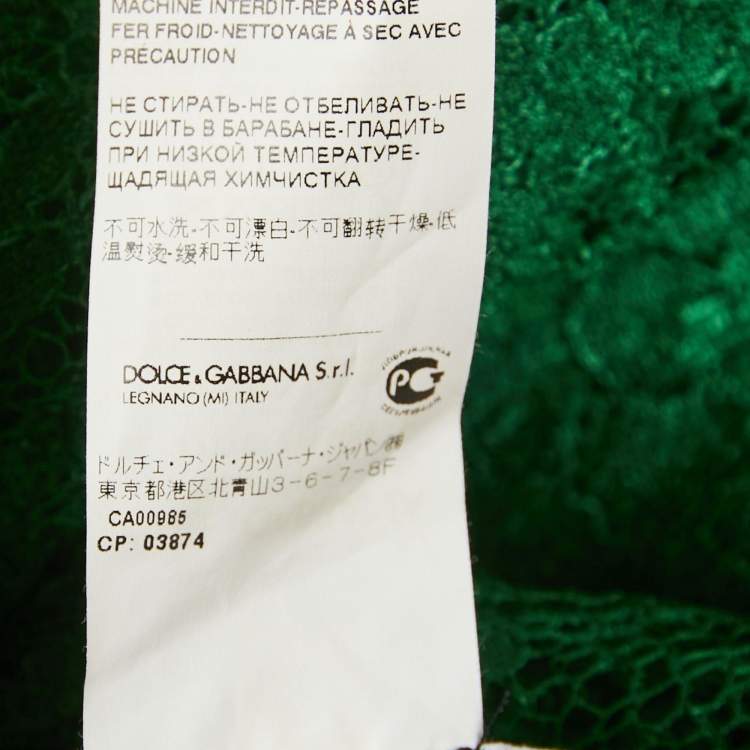 MACHINE INTERDIT-REPASSAGE
FER FROID-NETTOYAGE À SEC AVEC
PRÉCAUTION
НЕ СТИРАТЬ-НЕ ОТБЕЛИВАТЬ-НЕ
СУШИТЬ В БАРАБАНЕ-ГЛАДИТЬ
ПРИ НИЗКОЙ ТЕМПЕРАТУРЕ-
ЩАДЯЩАЯ ХИМЧИСТКА
不可水洗-不可漂白-不可翻转干燥-低
温熨烫-缓和干洗
DOLCE & GABBANA S.r.l.
LEGNANO (MI) ITALY
РСТ
ドルチェ・アンド・ガッバーナ・ジャパン㈱
東京都港区北青山3-6-7-8F
CA00985
CP: 03874